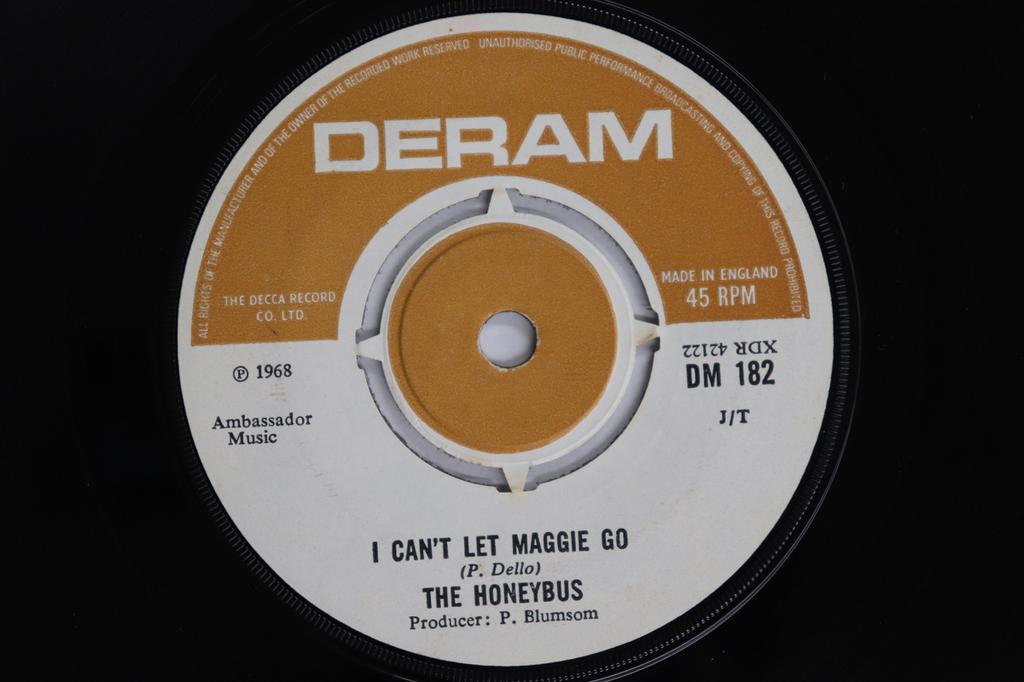 ALL RIGHTS OF THE MANUFACTURER AND OF THE OWNER OF THE RECORDED WORK RESERVED UNAUTHORISED PUBLIC PERFORMANCE BROADCASTING AND COPYING OF THIS RECORD PROHIBITED
DERAM
THE DECCA RECORD
CO. LTD.
MADE IN ENGLAND
45 RPM
℗ 1968
Ambassador
Music
XDR 42122
DM 182
J/T
I CAN'T LET MAGGIE GO
(P. Dello)
THE HONEYBUS
Producer: P. Blumsom